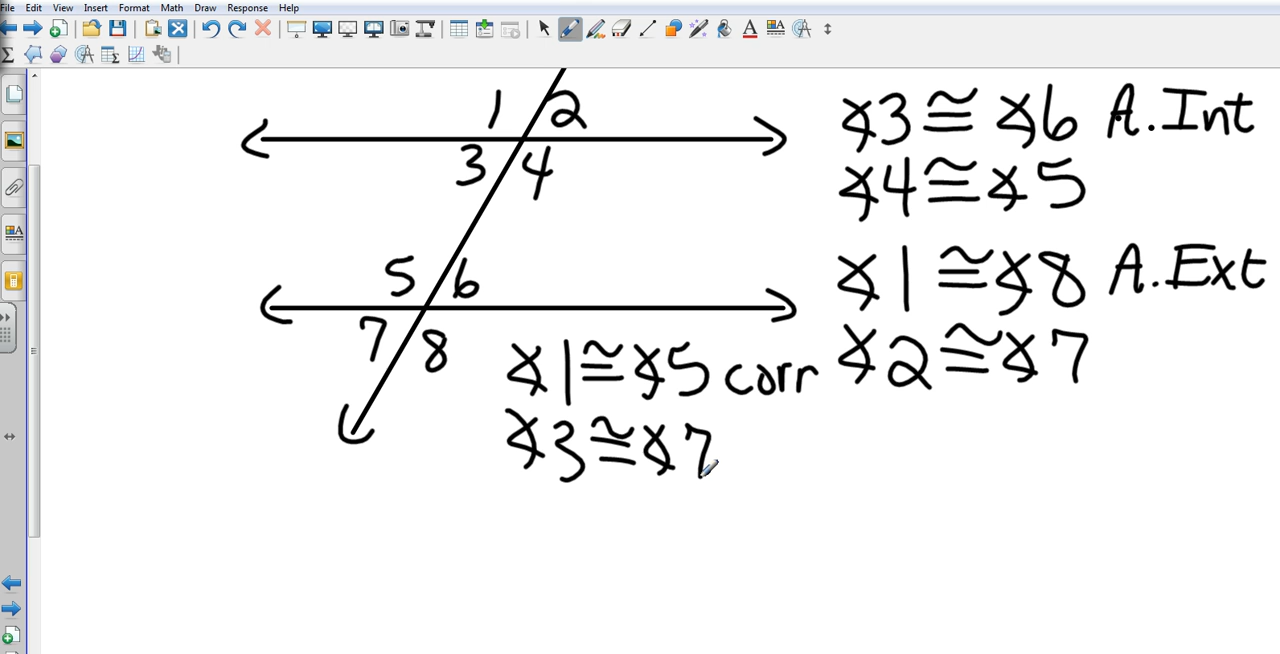 File Edit View Insert Format Math Draw Response Help
1 2
3 4
5 6
7 8
∡3≅∡6 A.Int
∡4≅∡5
∡1≅∡8 A.Ext
∡2≅∡7
∡1≅∡5 corr
∡3≅∡7